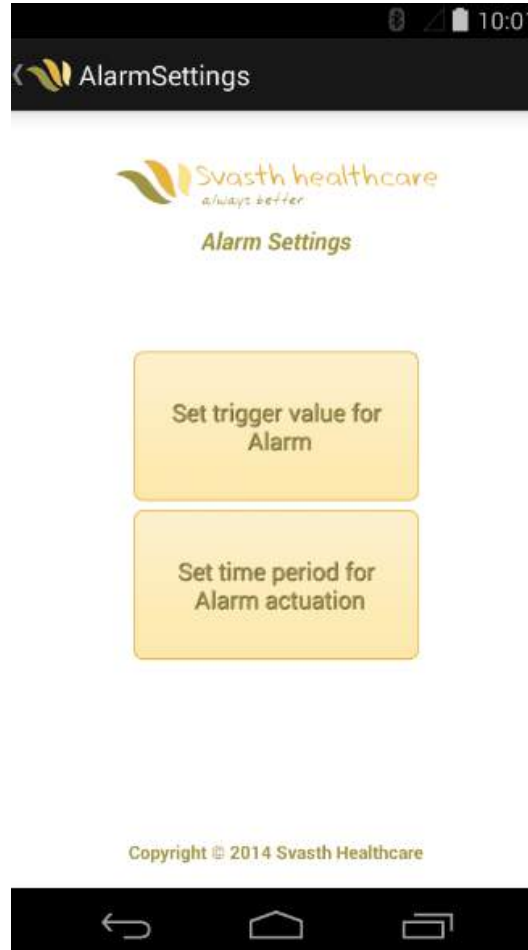 10:01
AlarmSettings
Svasth healthcare
always better
Alarm Settings
Set trigger value for
Alarm
Set time period for
Alarm actuation
Copyright © 2014 Svasth Healthcare